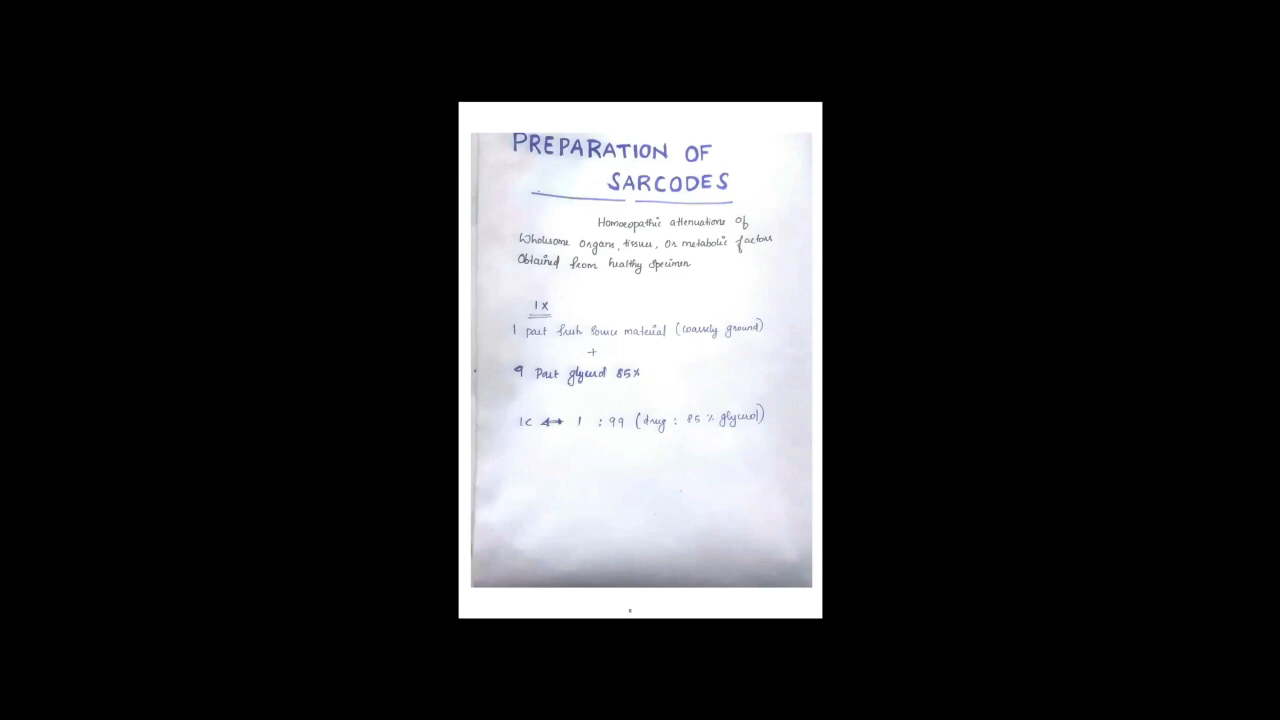 PREPARATION OF
SARCODES
Homoeopathic attenuations of
Wholesome Organs, tissues, Or metabolic factors
Obtained from healthy Specimen
1x
1 part fresh Source material (coarsely ground)
+
9 Part glycerol 85%
1c ↔ 1 : 99 (drug : 85 % glycerol)
6